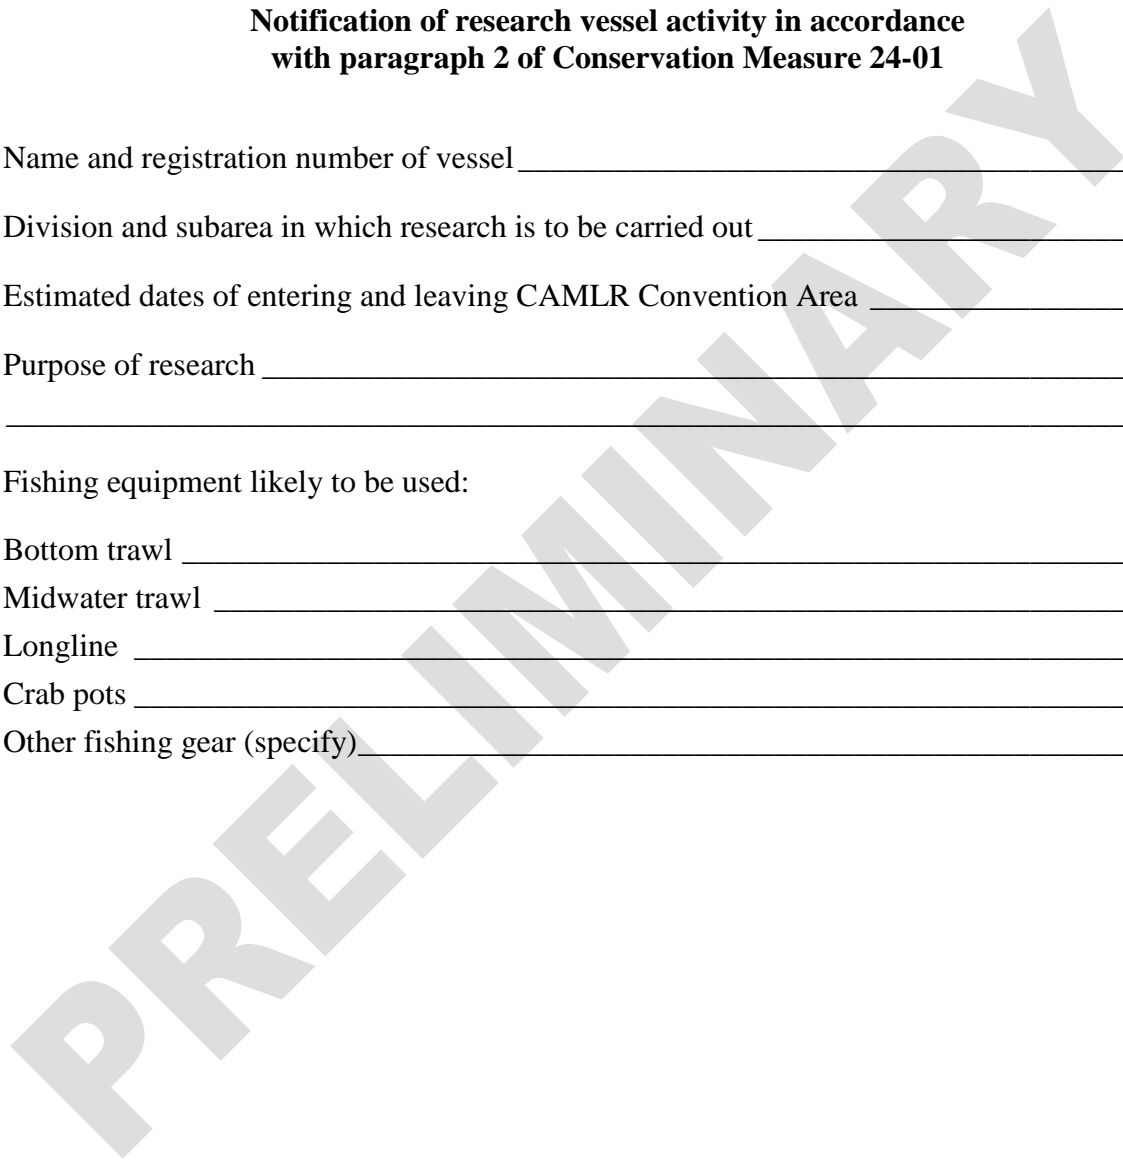 Notification of research vessel activity in accordance
with paragraph 2 of Conservation Measure 24-01
Name and registration number of vessel
Division and subarea in which research is to be carried out
Estimated dates of entering and leaving CAMLR Convention Area
Purpose of research
Fishing equipment likely to be used:
Bottom trawl
Midwater trawl
Longline
Crab pots
Other fishing gear (specify)
PRELIMINARY